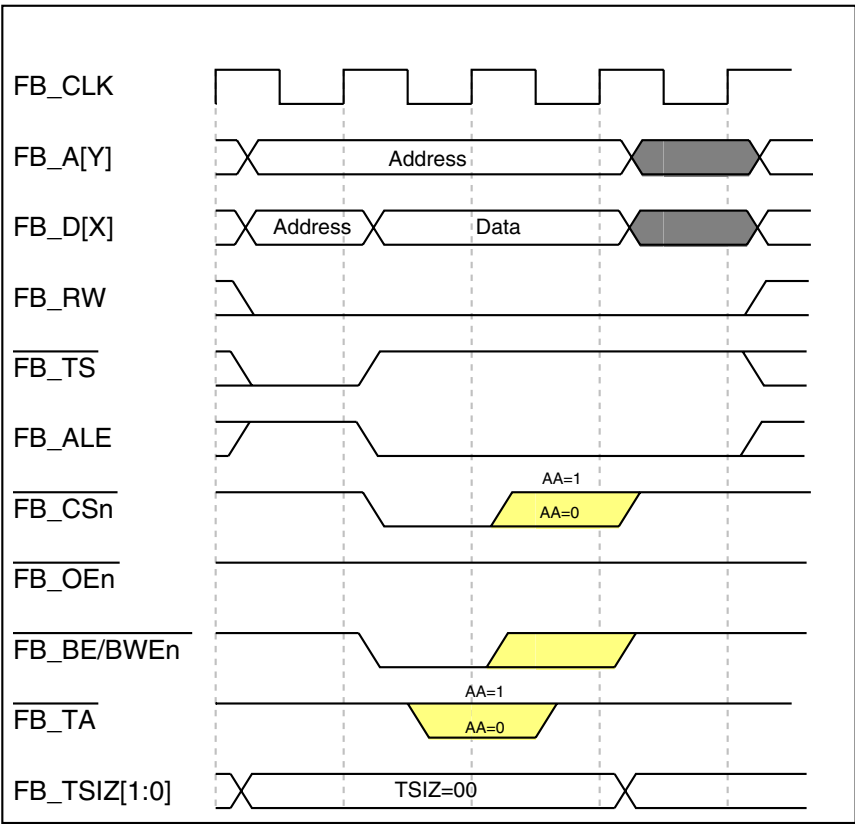 FB_CLK
FB_A[Y]
Address
FB_D[X]
Address
Data
FB_RW
FB_TS
FB_ALE
FB_CSn
AA=1
AA=0
FB_OEn
FB_BE/BWEn
FB_TA
AA=1
AA=0
FB_TSIZ[1:0]
TSIZ=00